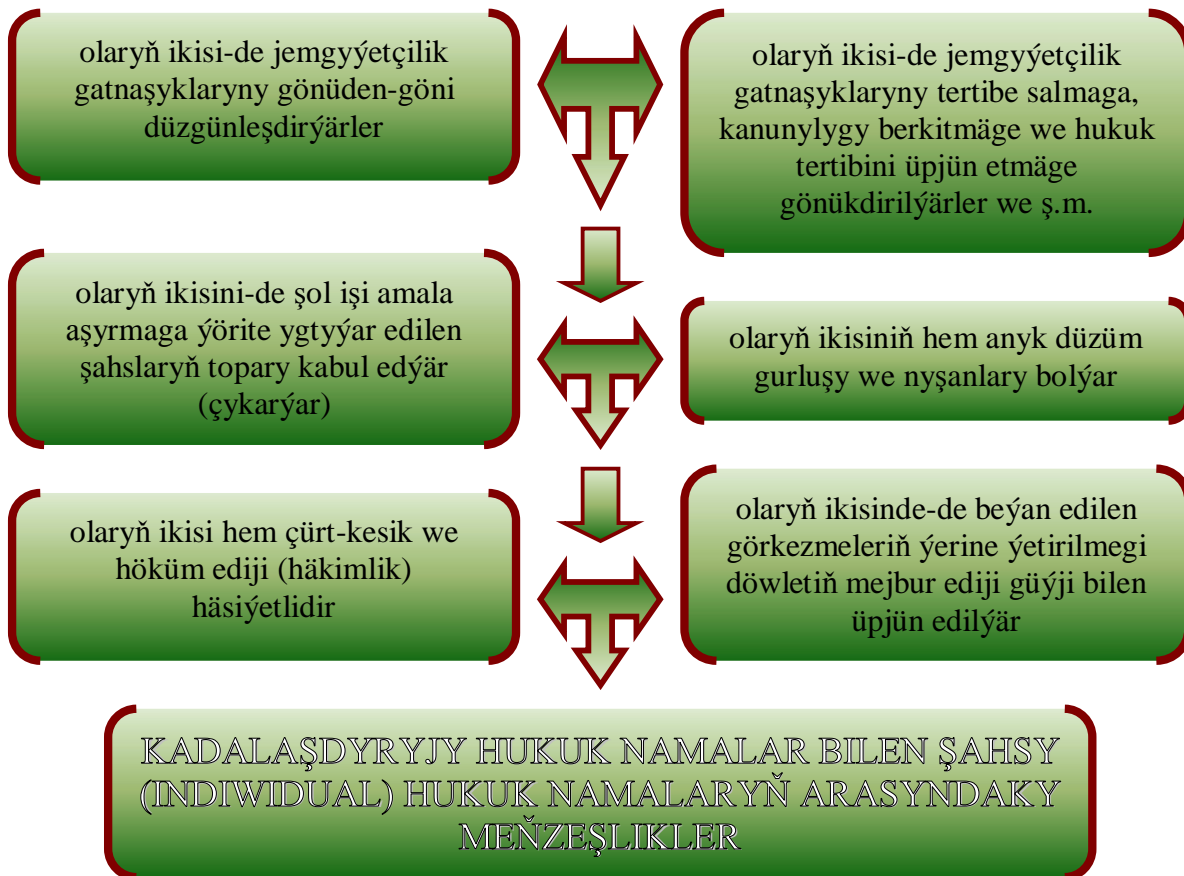 olaryň ikisi-de jemgyýetçilik
gatnaşyklaryny gönüden-göni
düzgünleşdirýärler
olaryň ikisi-de jemgyýetçilik
gatnaşyklaryny tertibe salmaga,
kanunylygy berkitmäge we hukuk
tertibini üpjün etmäge
gönükdirilýärler we ş.m.
olaryň ikisini-de şol işi amala
aşyrmaga ýörite ygtyýar edilen
şahslaryň topary kabul edýär
(çykarýar)
olaryň ikisiniň hem anyk düzüm
gurluşy we nyşanlary bolýar
olaryň ikisi hem çürt-kesik we
höküm ediji (häkimlik)
häsiýetlidir
olaryň ikisinde-de beýan edilen
görkezmeleriň ýerine ýetirilmegi
döwletiň mejbur ediji güýji bilen
üpjün edilýär
KADALAŞDYRYJY HUKUK NAMALAR BILEN ŞAHSY
(INDIWIDUAL) HUKUK NAMALARYŇ ARASYNDAKY
MEŇZEŞLIKLER